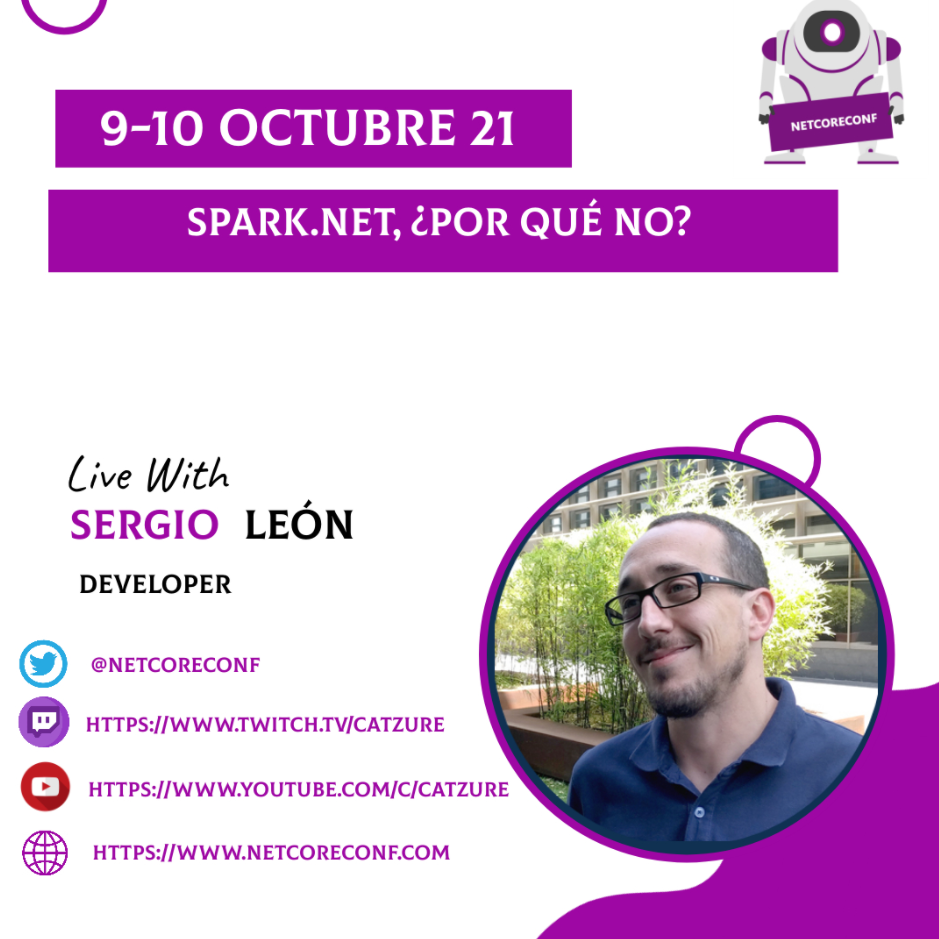 NETCORECONF
9-10 OCTUBRE 21
SPARK.NET, ¿POR QUÉ NO?
Live With
SERGIO LEÓN
DEVELOPER
@NETCORECONF
HTTPS://WWW.TWITCH.TV/CATZURE
HTTPS://WWW.YOUTUBE.COM/C/CATZURE
HTTPS://WWW.NETCORECONF.COM